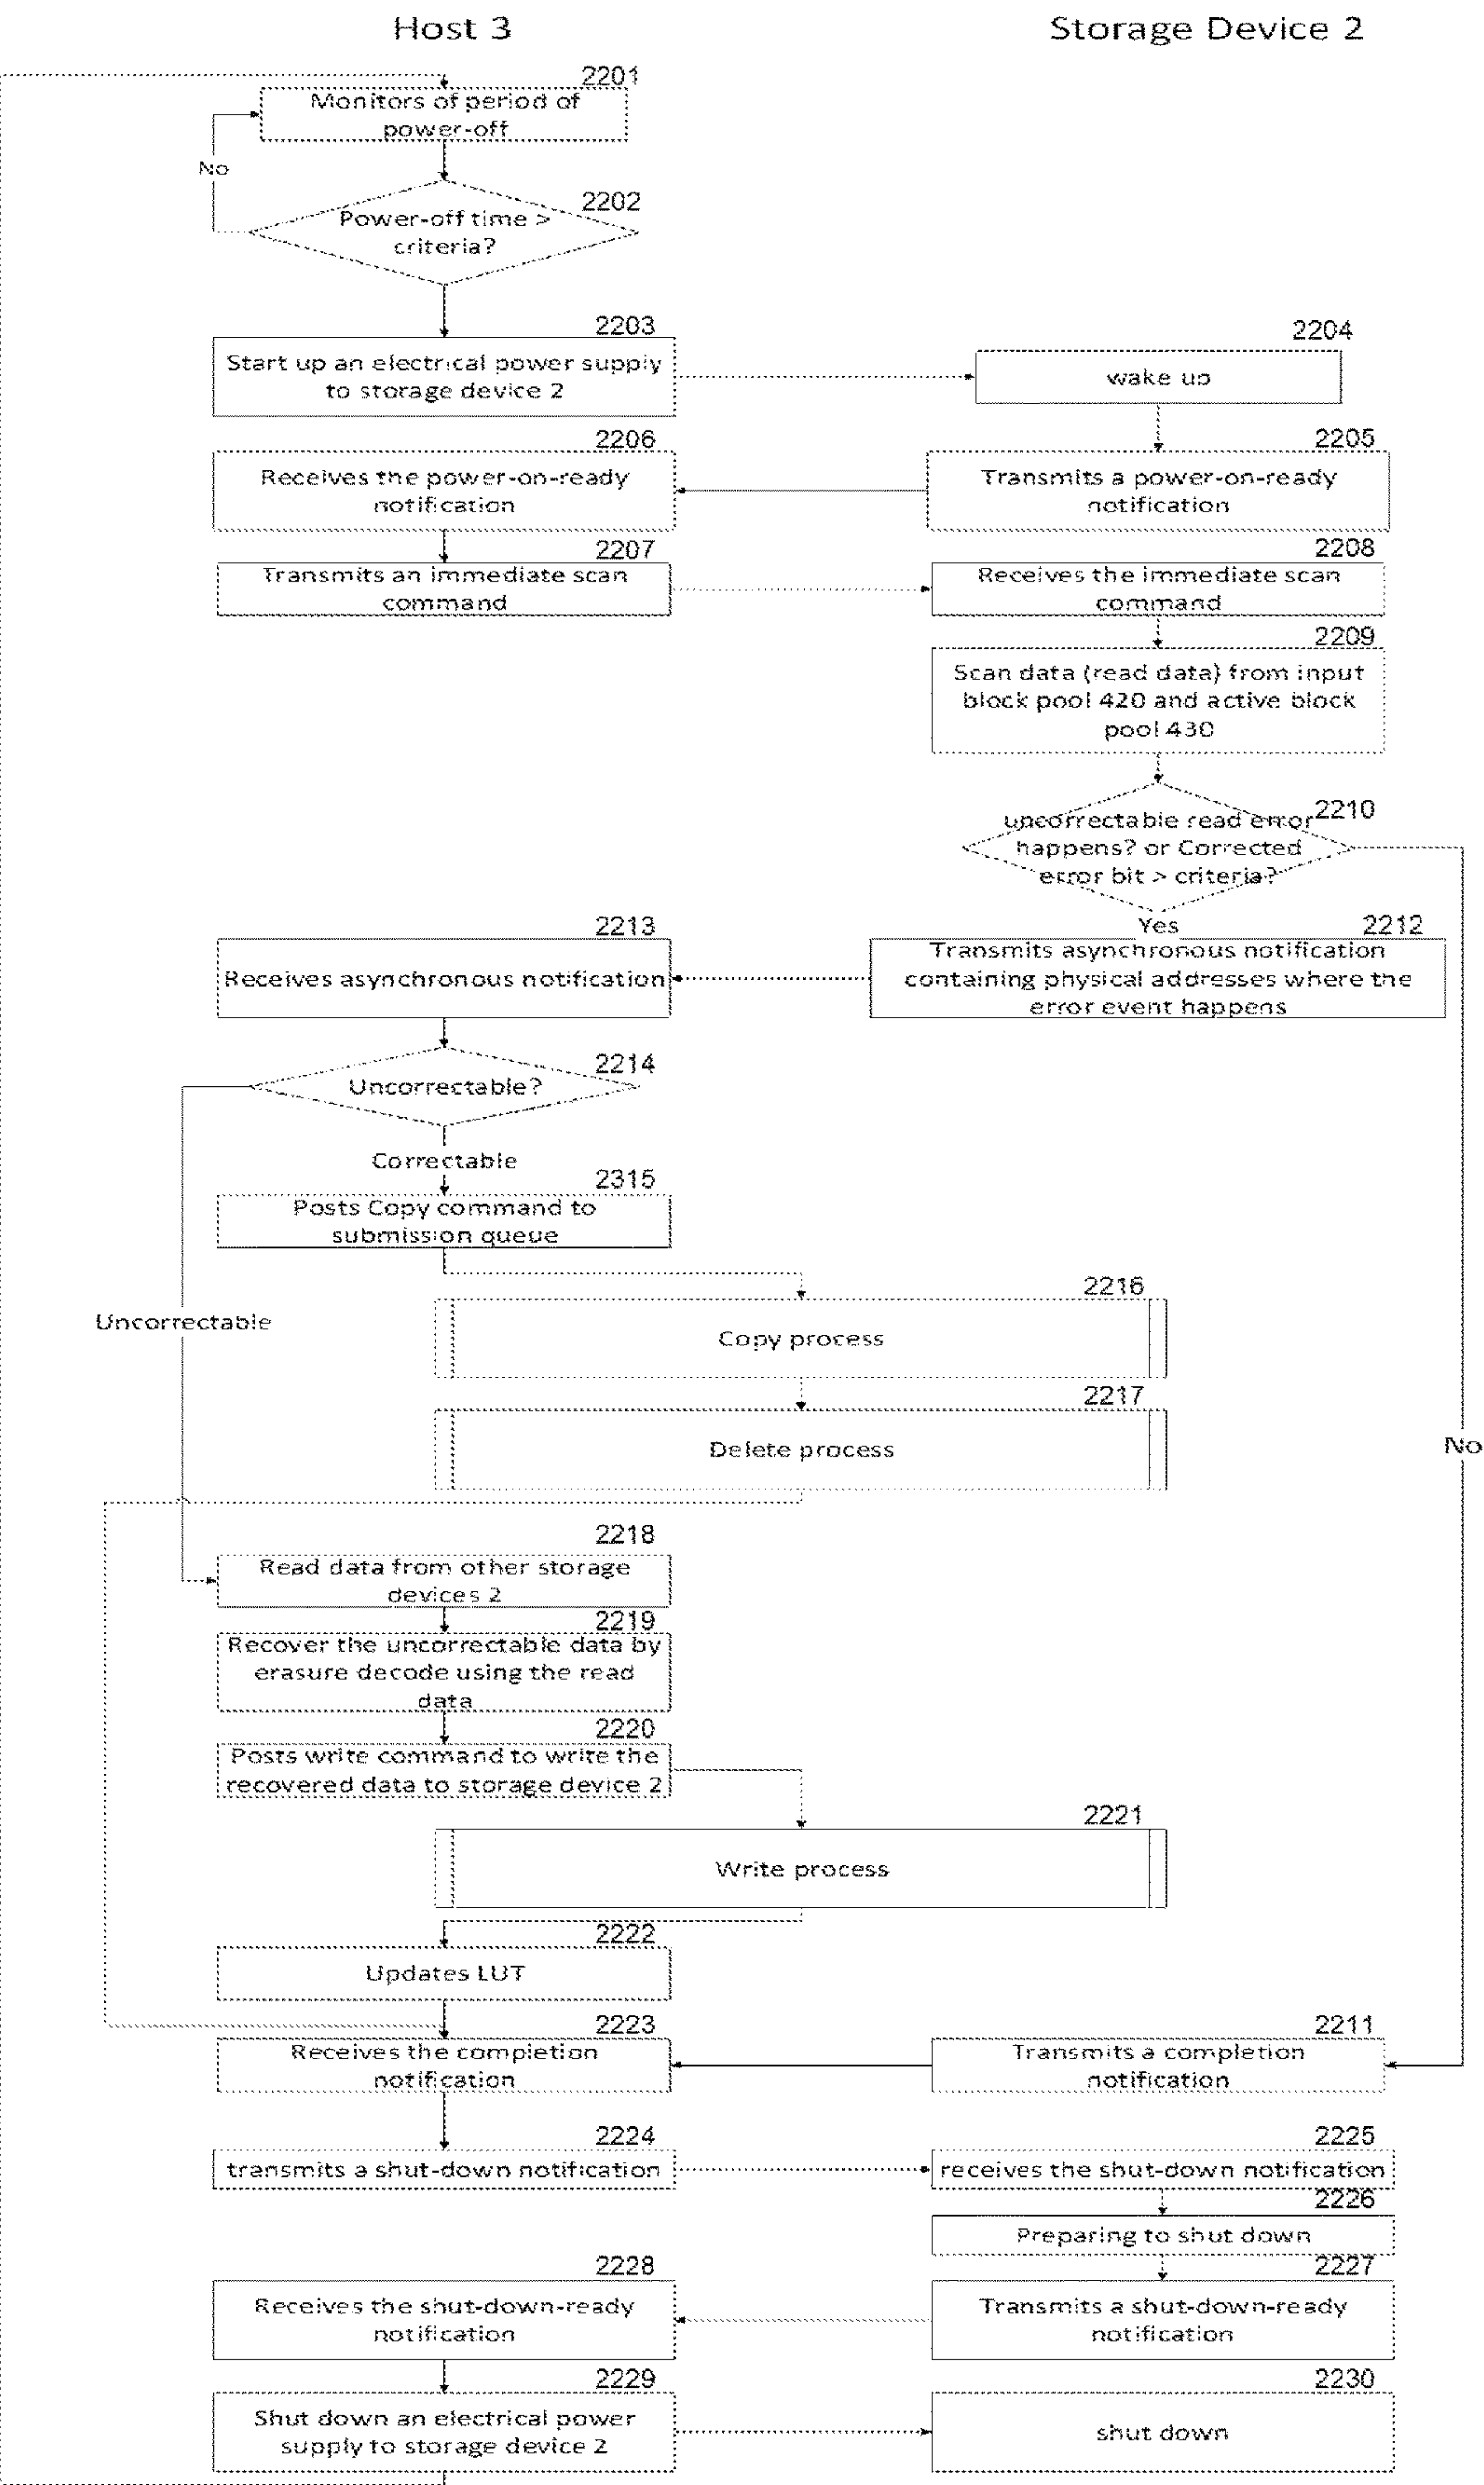 Host 3
Storage Device 2
2201
Monitors of period of
power-off
No
2202
Power-off time >
criteria?
2203
Start up an electrical power supply
to storage device 2
2204
wake up
2206
Receives the power-on-ready
notification
2205
Transmits a power-on-ready
notification
2207
Transmits an immediate scan
command
2208
Receives the immediate scan
command
2209
Scan data (read data) from input
block pool 420 and active block
pool 430
2210
uncorrectable read error
happens? or Corrected
error bit > criteria?
Yes
2213
Receives asynchronous notification
2212
Transmits asynchronous notification
containing physical addresses where the
error event happens
2214
Uncorrectable?
Correctable
2315
Posts Copy command to
submission queue
2216
Copy process
Uncorrectable
2217
Delete process
No
2218
Read data from other storage
devices 2
2219
Recover the uncorrectable data by
erasure decode using the read
data
2220
Posts write command to write the
recovered data to storage device 2
2221
Write process
2222
Updates LUT
2223
Receives the completion
notification
2211
Transmits a completion
notification
2224
transmits a shut-down notification
2225
receives the shut-down notification
2226
Preparing to shut down
2228
Receives the shut-down-ready
notification
2227
Transmits a shut-down-ready
notification
2229
Shut down an electrical power
supply to storage device 2
2230
shut down